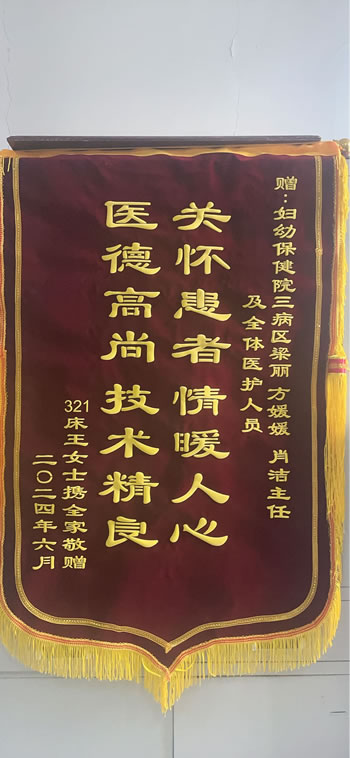 赠：妇幼保健院三病区梁丽 方媛媛 肖洁主任
及全体医护人员
关怀患者 情暖人心
医德高尚 技术精良
321床王女士携全家敬赠
二〇二四年六月